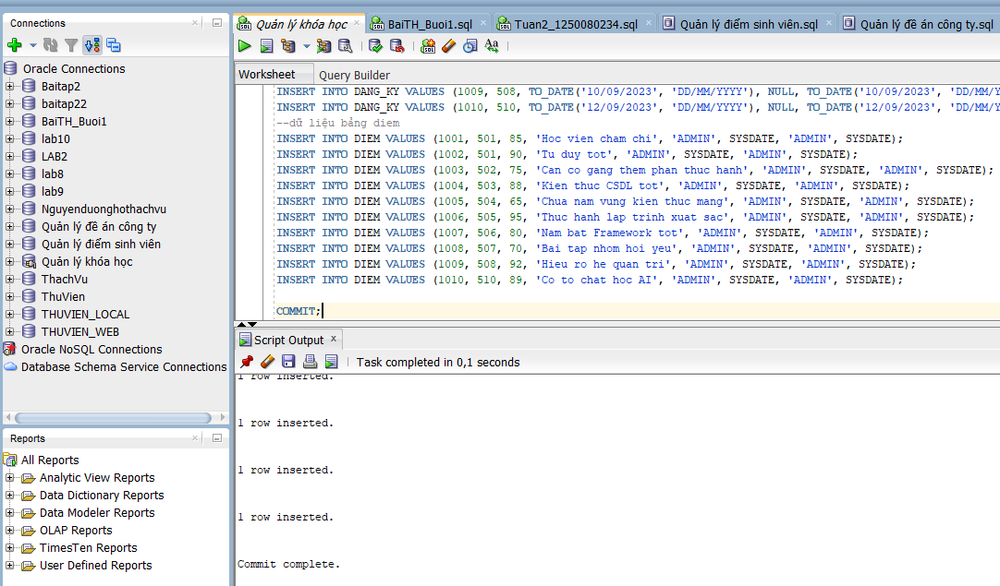 Connections
Oracle Connections
Baitap2
baitap22
BaiTH_Buoi1
lab10
LAB2
lab8
lab9
Nguyenduonghothachvu
Quản lý đề án công ty
Quản lý điểm sinh viên
Quản lý khóa học
ThachVu
ThuVien
THUVIEN_LOCAL
THUVIEN_WEB
Oracle NoSQL Connections
Database Schema Service Connections
Reports
All Reports
Analytic View Reports
Data Dictionary Reports
Data Modeler Reports
OLAP Reports
TimesTen Reports
User Defined Reports
Quản lý khóa học
BaiTH_Buoi1.sql
Tuan2_1250080234.sql
Quản lý điểm sinh viên.sql
Quản lý đề án công ty.sql
Worksheet Query Builder
INSERT INTO DANG_KY VALUES (1009, 508, TO_DATE('10/09/2023', 'DD/MM/YYYY'), NULL, TO_DATE('10/09/2023', 'DD/MM/Y
INSERT INTO DANG_KY VALUES (1010, 510, TO_DATE('12/09/2023', 'DD/MM/YYYY'), NULL, TO_DATE('12/09/2023', 'DD/MM/Y
--dữ liệu bảng diem
INSERT INTO DIEM VALUES (1001, 501, 85, 'Hoc vien cham chi', 'ADMIN', SYSDATE, 'ADMIN', SYSDATE);
INSERT INTO DIEM VALUES (1002, 501, 90, 'Tu duy tot', 'ADMIN', SYSDATE, 'ADMIN', SYSDATE);
INSERT INTO DIEM VALUES (1003, 502, 75, 'Can co gang them phan thuc hanh', 'ADMIN', SYSDATE, 'ADMIN', SYSDATE);
INSERT INTO DIEM VALUES (1004, 503, 88, 'Kien thuc CSDL tot', 'ADMIN', SYSDATE, 'ADMIN', SYSDATE);
INSERT INTO DIEM VALUES (1005, 504, 65, 'Chua nam vung kien thuc mang', 'ADMIN', SYSDATE, 'ADMIN', SYSDATE);
INSERT INTO DIEM VALUES (1006, 505, 95, 'Thuc hanh lap trinh xuat sac', 'ADMIN', SYSDATE, 'ADMIN', SYSDATE);
INSERT INTO DIEM VALUES (1007, 506, 80, 'Nam bat Framework tot', 'ADMIN', SYSDATE, 'ADMIN', SYSDATE);
INSERT INTO DIEM VALUES (1008, 507, 70, 'Bai tap nhom hoi yeu', 'ADMIN', SYSDATE, 'ADMIN', SYSDATE);
INSERT INTO DIEM VALUES (1009, 508, 92, 'Hieu ro he quan tri', 'ADMIN', SYSDATE, 'ADMIN', SYSDATE);
INSERT INTO DIEM VALUES (1010, 510, 89, 'Co to chat hoc AI', 'ADMIN', SYSDATE, 'ADMIN', SYSDATE);
COMMIT;
Script Output
Task completed in 0,1 seconds
1 row inserted.
1 row inserted.
1 row inserted.
1 row inserted.
Commit complete.